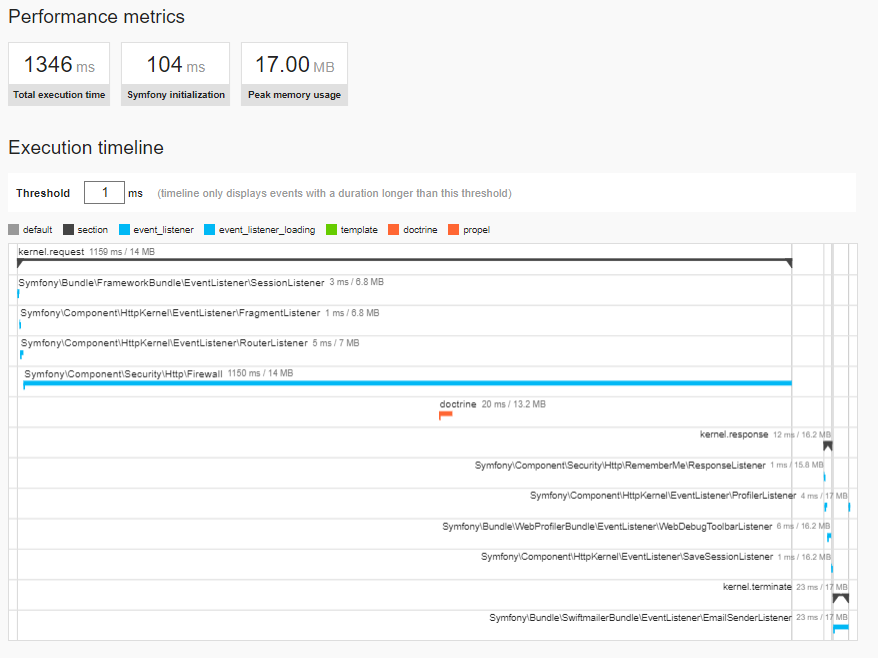 Performance metrics
1346 ms 104 ms 17.00 MB
Total execution time Symfony initialization Peak memory usage
Execution timeline
Threshold 1 ms (timeline only displays events with a duration longer than this threshold)
default section event_listener event_listener_loading template doctrine propel
kernel.request 1159 ms / 14 MB
Symfony\Bundle\FrameworkBundle\EventListener\SessionListener 3 ms / 6.8 MB
Symfony\Component\HttpKernel\EventListener\FragmentListener 1 ms / 6.8 MB
Symfony\Component\HttpKernel\EventListener\RouterListener 5 ms / 7 MB
Symfony\Component\Security\Http\Firewall 1150 ms / 14 MB
doctrine 20 ms / 13.2 MB
kernel.response 12 ms / 16.2 MB
Symfony\Component\Security\Http\RememberMe\ResponseListener 1 ms / 15.8 MB
Symfony\Component\HttpKernel\EventListener\ProfilerListener 4 ms / 17 MB
Symfony\Bundle\WebProfilerBundle\EventListener\WebDebugToolbarListener 6 ms / 16.2 MB
Symfony\Component\HttpKernel\EventListener\SaveSessionListener 1 ms / 16.2 MB
kernel.terminate 23 ms / 17 MB
Symfony\Bundle\SwiftmailerBundle\EventListener\EmailSenderListener 23 ms / 17 MB